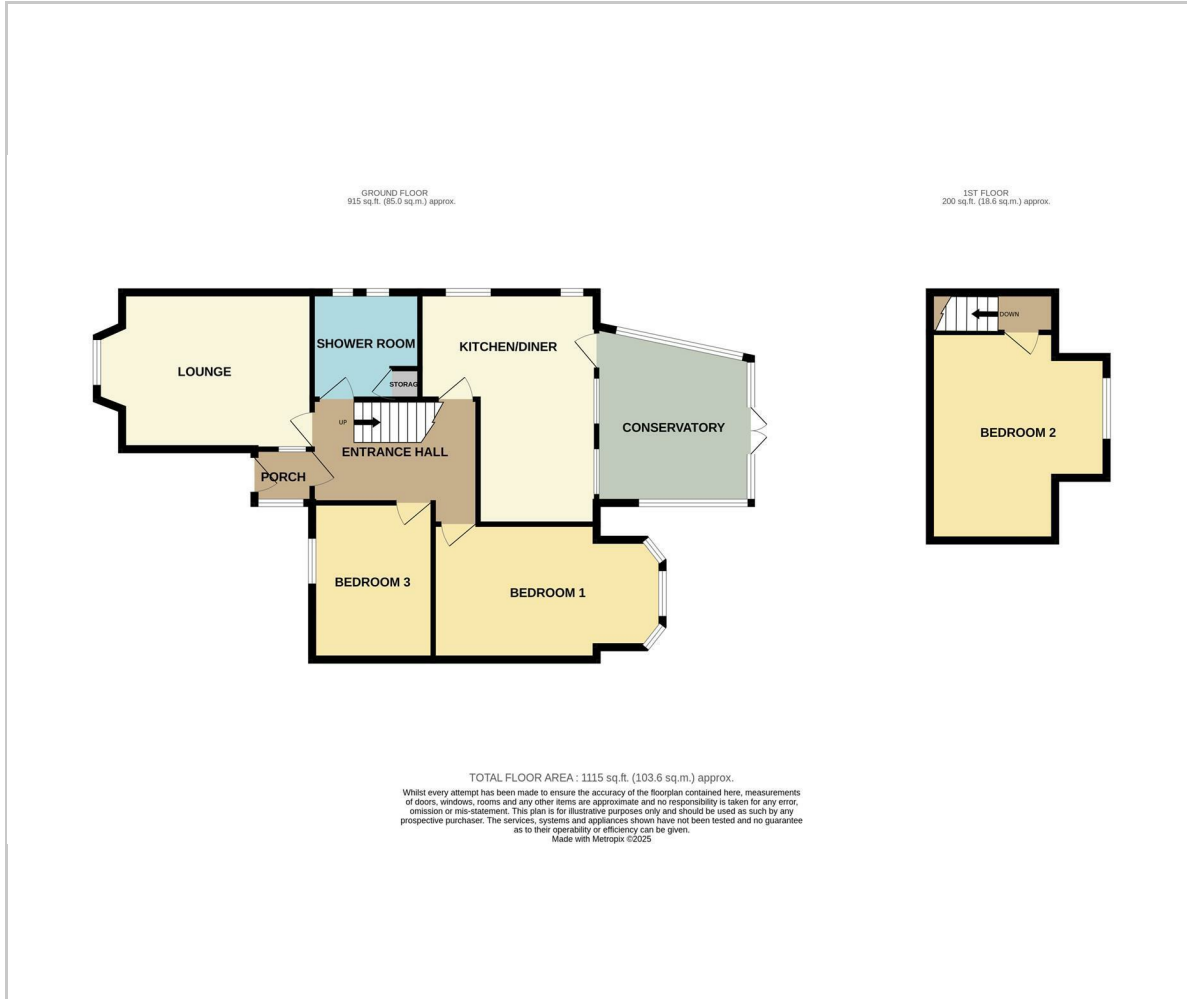 GROUND FLOOR
915 sq.ft. (85.0 sq.m.) approx.
1ST FLOOR
200 sq.ft. (18.6 sq.m.) approx.
LOUNGE
SHOWER ROOM
STORAG
KITCHEN/DINER
CONSERVATORY
UP
ENTRANCE HALL
PORCH
BEDROOM 3
BEDROOM 1
DOWN
BEDROOM 2
TOTAL FLOOR AREA : 1115 sq.ft. (103.6 sq.m.) approx.
Whilst every attempt has been made to ensure the accuracy of the floorplan contained here, measurements
of doors, windows, rooms and any other items are approximate and no responsibility is taken for any error,
omission or mis-statement. This plan is for illustrative purposes only and should be used as such by any
prospective purchaser. The services, systems and appliances shown have not been tested and no guarantee
as to their operability or efficiency can be given.
Made with Metropix ©2025